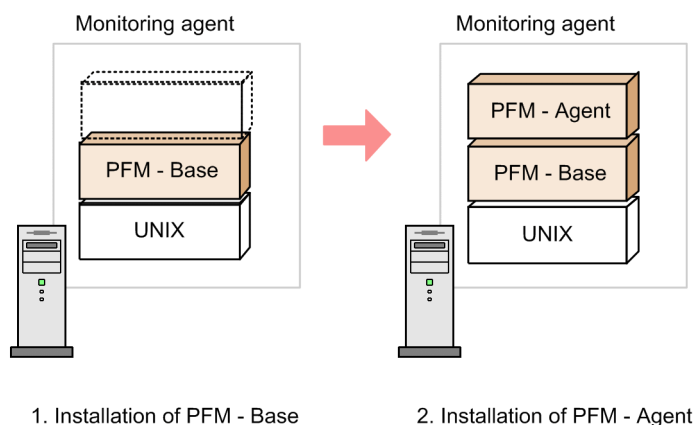 Monitoring agent
PFM - Base
UNIX
1. Installation of PFM - Base
Monitoring agent
PFM - Agent
PFM - Base
UNIX
2. Installation of PFM - Agent